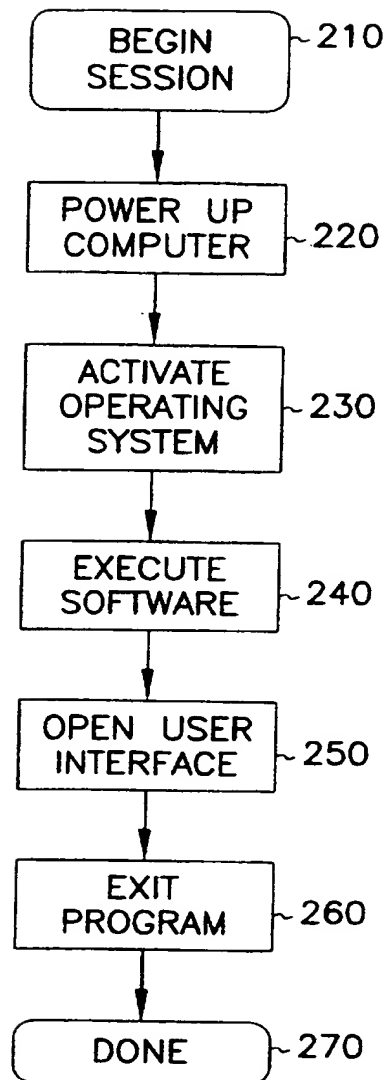 BEGIN
SESSION
210
POWER UP
COMPUTER
220
ACTIVATE
OPERATING
SYSTEM
230
EXECUTE
SOFTWARE
240
OPEN USER
INTERFACE
250
EXIT
PROGRAM
260
DONE
270